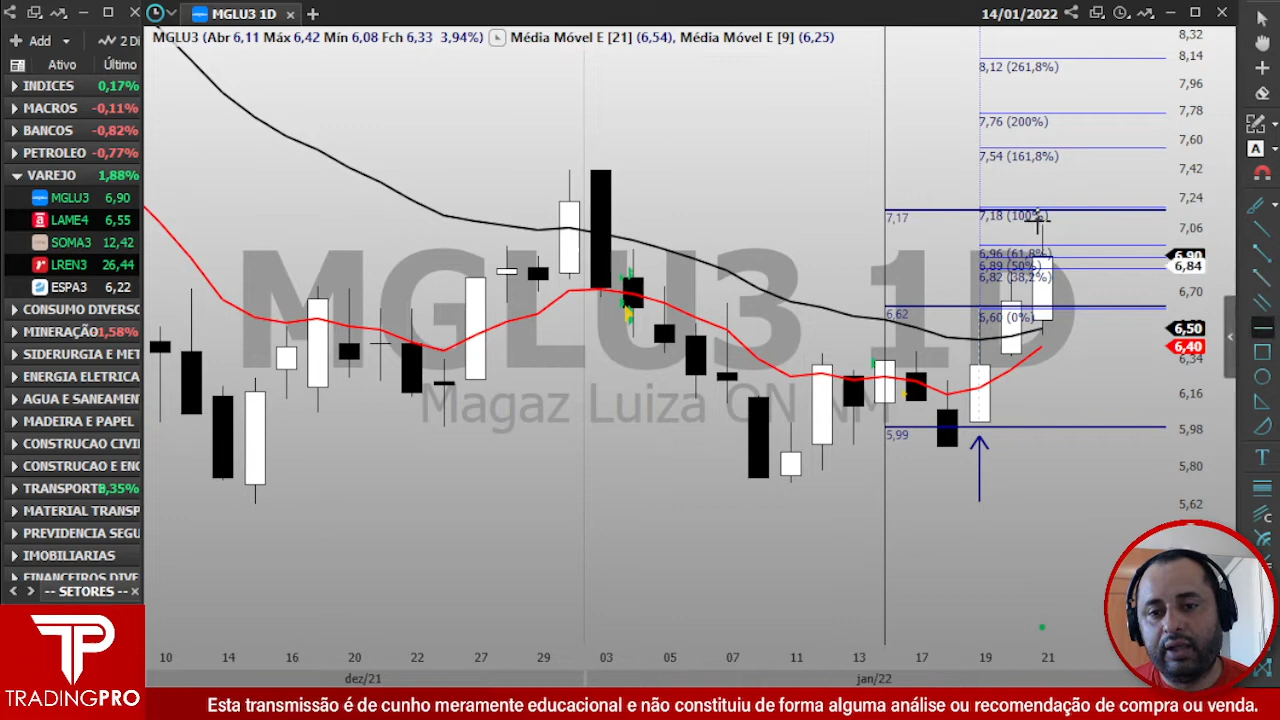 MGLU3 1D
14/01/2022
Add
2 Di
MGLU3 (Abr 6,11 Máx 6,42 Mín 6,08 Fch 6,33 3,94%) Média Móvel E [21] (6,54), Média Móvel E [9] (6,25)
Ativo Último
INDICES 0,17%
MACROS -0,11%
BANCOS -0,82%
PETROLEO -0,77%
VAREJO 1,88%
MGLU3 6,90
LAME4 6,55
SOMA3 12,42
LREN3 26,44
ESPA3 6,22
CONSUMO DIVERSO
MINERAÇÃO 1,58%
SIDERURGIA E MET
ENERGIA ELETRICA
AGUA E SANEAMEN
MADEIRA E PAPEL
CONSTRUCAO CIVI
CONSTRUCAO E ENG
TRANSPORTE 0,35%
MATERIAL TRANSP
PREVIDENCIA SEGU
IMOBILIARIAS
FINANCEIROS DIVE
-- SETORES --
MGLU3 1D
Magaz Luiza ON NM
8,12 (261,8%)
7,76 (200%)
7,54 (161,8%)
7,18 (100%)
6,96 (61,8%)
6,89 (50%)
6,82 (38,2%)
6,60 (0%)
7,17
6,62
5,99
8,32
8,14
7,96
7,78
7,60
7,42
7,24
7,06
6,90
6,84
6,70
6,50
6,40
6,34
6,16
5,98
5,80
5,62
10 14 16 20 22 27 29 03 05 07 11 13 17 19 21
dez/21 jan/22
TP
TRADINGPRO
Esta transmissão é de cunho meramente educacional e não constitui de forma alguma análise ou recomendação de compra ou venda.